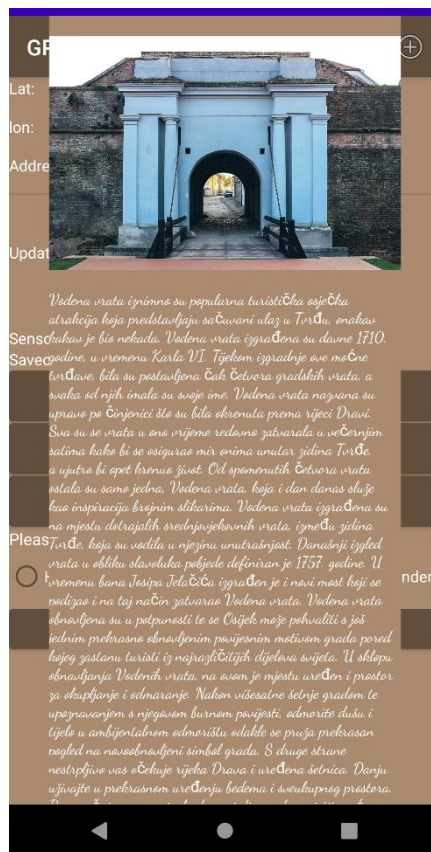 GP
Lat:
lon:
Addre
Updat
Senso
Saved
Pleas
nder
Vodena vrata iznimno su popularna turistička osječka
atrakcija koja predstavljaju sačuvani ulaz u Tvrđu, onakav
kakav je bio nekada. Vodena vrata izgrađena su davne 1710.
godine, u vremenu Karla VI. Tijekom izgradnje ove moćne
tvrđave, bila su postavljena čak četvora gradskih vrata, a
svaka od njih imala su svoje ime. Vodena vrata nazvana su
upravo po činjenici što su bila okrenuta prema rijeci Dravi.
Sva su se vrata u ono vrijeme redovno zatvarala u večernjim
satima kako bi se osigurao mir onima unutar zidina Tvrđe,
a ujutro bi opet krenuo život. Od spomenutih četvora vrata
ostala su samo jedna, Vodena vrata, koja i dan danas služe
kao inspiracija brojnim slikarima. Vodena vrata izgrađena su
na mjestu dotrajalih srednjovjekovnih vrata, između zidina
Tvrđe, koja su vodila u njezinu unutrašnjost. Današnji izgled
vrata u obliku slavoluka pobjede definiran je 1757. godine. U
vremenu bana Josipa Jelačića izgrađen je i novi most koji se
podizao i na taj način zatvarao Vodena vrata. Vodena vrata
obnovljena su u potpunosti te se Osijek može pohvaliti s još
jednim prekrasno obnovljenim povijesnim motivom grada pored
kojeg zastanu turisti iz najrazličitijih dijelova svijeta. U sklopu
obnavljanja Vodenih vrata, na ovom je mjestu uređen i prostor
za okupljanje i odmaranje. Nakon višesatne šetnje gradom te
upoznavanjem s njegovom burnom povijesti, odmorite dušu i
tijelo u ambijentalnom odmorištu odakle se pruža prekrasan
pogled na novoobnovljeni simbol grada. S druge strane
nestrpljivo vas očekuje rijeka Drava i uređena šetnica. Danju
uživajte u prekrasnom uređenju bedema i sveukupnog prostora.